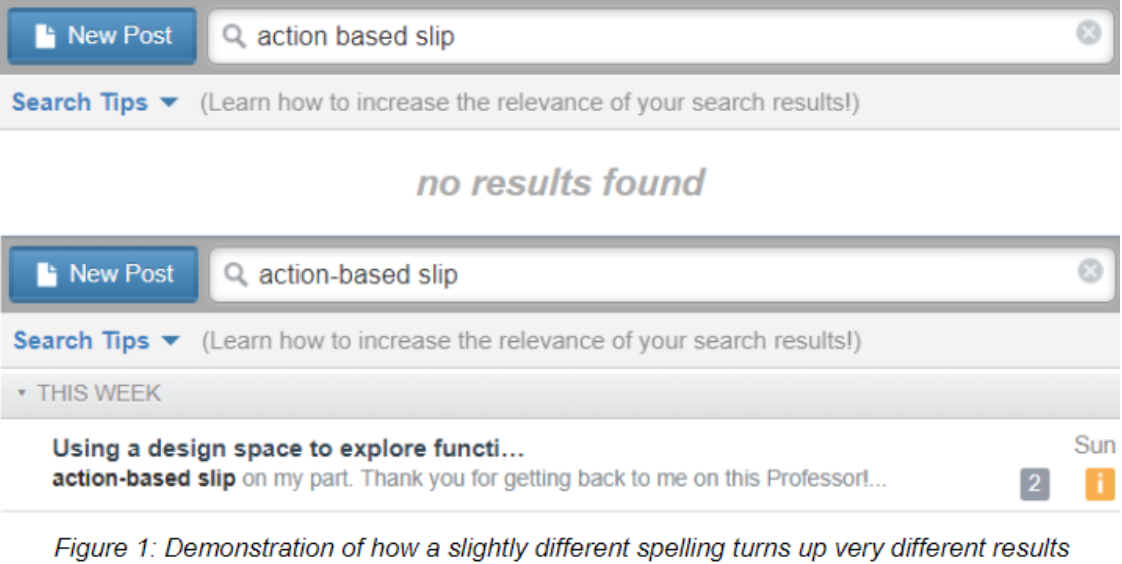 New Post action based slip
Search Tips (Learn how to increase the relevance of your search results!)
no results found
New Post action-based slip
Search Tips (Learn how to increase the relevance of your search results!)
THIS WEEK
Using a design space to explore functi... Sun
action-based slip on my part. Thank you for getting back to me on this Professor!... 2 i
Figure 1: Demonstration of how a slightly different spelling turns up very different results